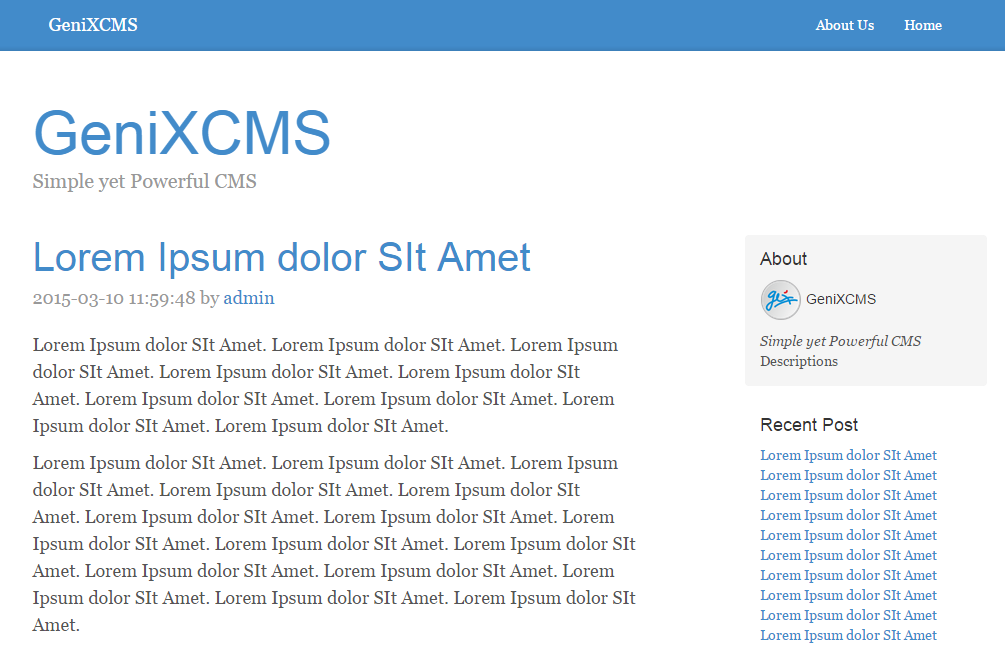 GeniXCMS
About Us Home
GeniXCMS
Simple yet Powerful CMS
Lorem Ipsum dolor SIt Amet
2015-03-10 11:59:48 by admin
Lorem Ipsum dolor SIt Amet. Lorem Ipsum dolor SIt Amet. Lorem Ipsum
dolor SIt Amet. Lorem Ipsum dolor SIt Amet. Lorem Ipsum dolor SIt
Amet. Lorem Ipsum dolor SIt Amet. Lorem Ipsum dolor SIt Amet. Lorem
Ipsum dolor SIt Amet. Lorem Ipsum dolor SIt Amet.
Lorem Ipsum dolor SIt Amet. Lorem Ipsum dolor SIt Amet. Lorem Ipsum
dolor SIt Amet. Lorem Ipsum dolor SIt Amet. Lorem Ipsum dolor SIt
Amet. Lorem Ipsum dolor SIt Amet. Lorem Ipsum dolor SIt Amet. Lorem
Ipsum dolor SIt Amet. Lorem Ipsum dolor SIt Amet. Lorem Ipsum dolor SIt
Amet. Lorem Ipsum dolor SIt Amet. Lorem Ipsum dolor SIt Amet. Lorem
Ipsum dolor SIt Amet. Lorem Ipsum dolor SIt Amet. Lorem Ipsum dolor SIt
Amet.
About
GeniXCMS
Simple yet Powerful CMS
Descriptions
Recent Post
Lorem Ipsum dolor SIt Amet
Lorem Ipsum dolor SIt Amet
Lorem Ipsum dolor SIt Amet
Lorem Ipsum dolor SIt Amet
Lorem Ipsum dolor SIt Amet
Lorem Ipsum dolor SIt Amet
Lorem Ipsum dolor SIt Amet
Lorem Ipsum dolor SIt Amet
Lorem Ipsum dolor SIt Amet
Lorem Ipsum dolor SIt Amet